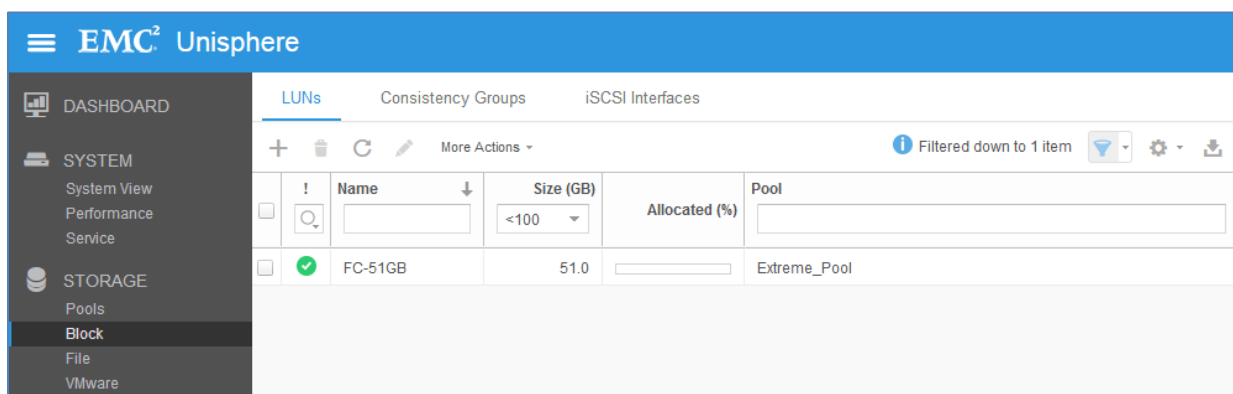 EMC² Unisphere
DASHBOARD
SYSTEM
System View
Performance
Service
STORAGE
Pools
Block
File
VMware
LUNs Consistency Groups iSCSI Interfaces
More Actions Filtered down to 1 item
! Name Size (GB) Allocated (%) Pool
<100
FC-51GB 51.0 Extreme_Pool